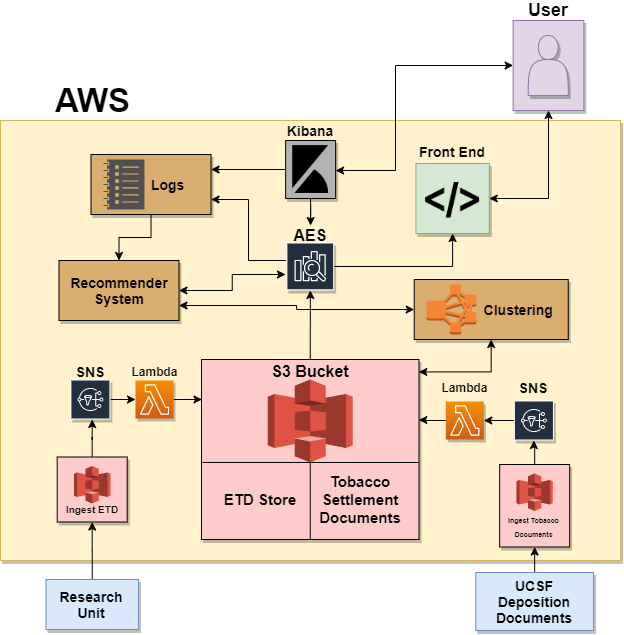 User
AWS
Kibana
Front End
Logs
</>
AES
Recommender
System
Clustering
SNS
Lambda
S3 Bucket
Lambda
SNS
ETD Store
Tobacco
Settlement
Documents
Ingest ETD
Ingest Tobacco
Documents
Research
Unit
UCSF
Deposition
Documents